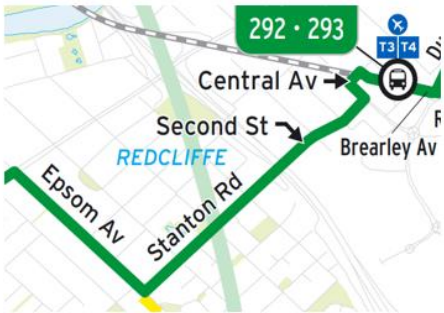 292 • 293
T3 T4
Central Av
Second St
Brearley Av
REDCLIFFE
Epsom Av
Stanton Rd